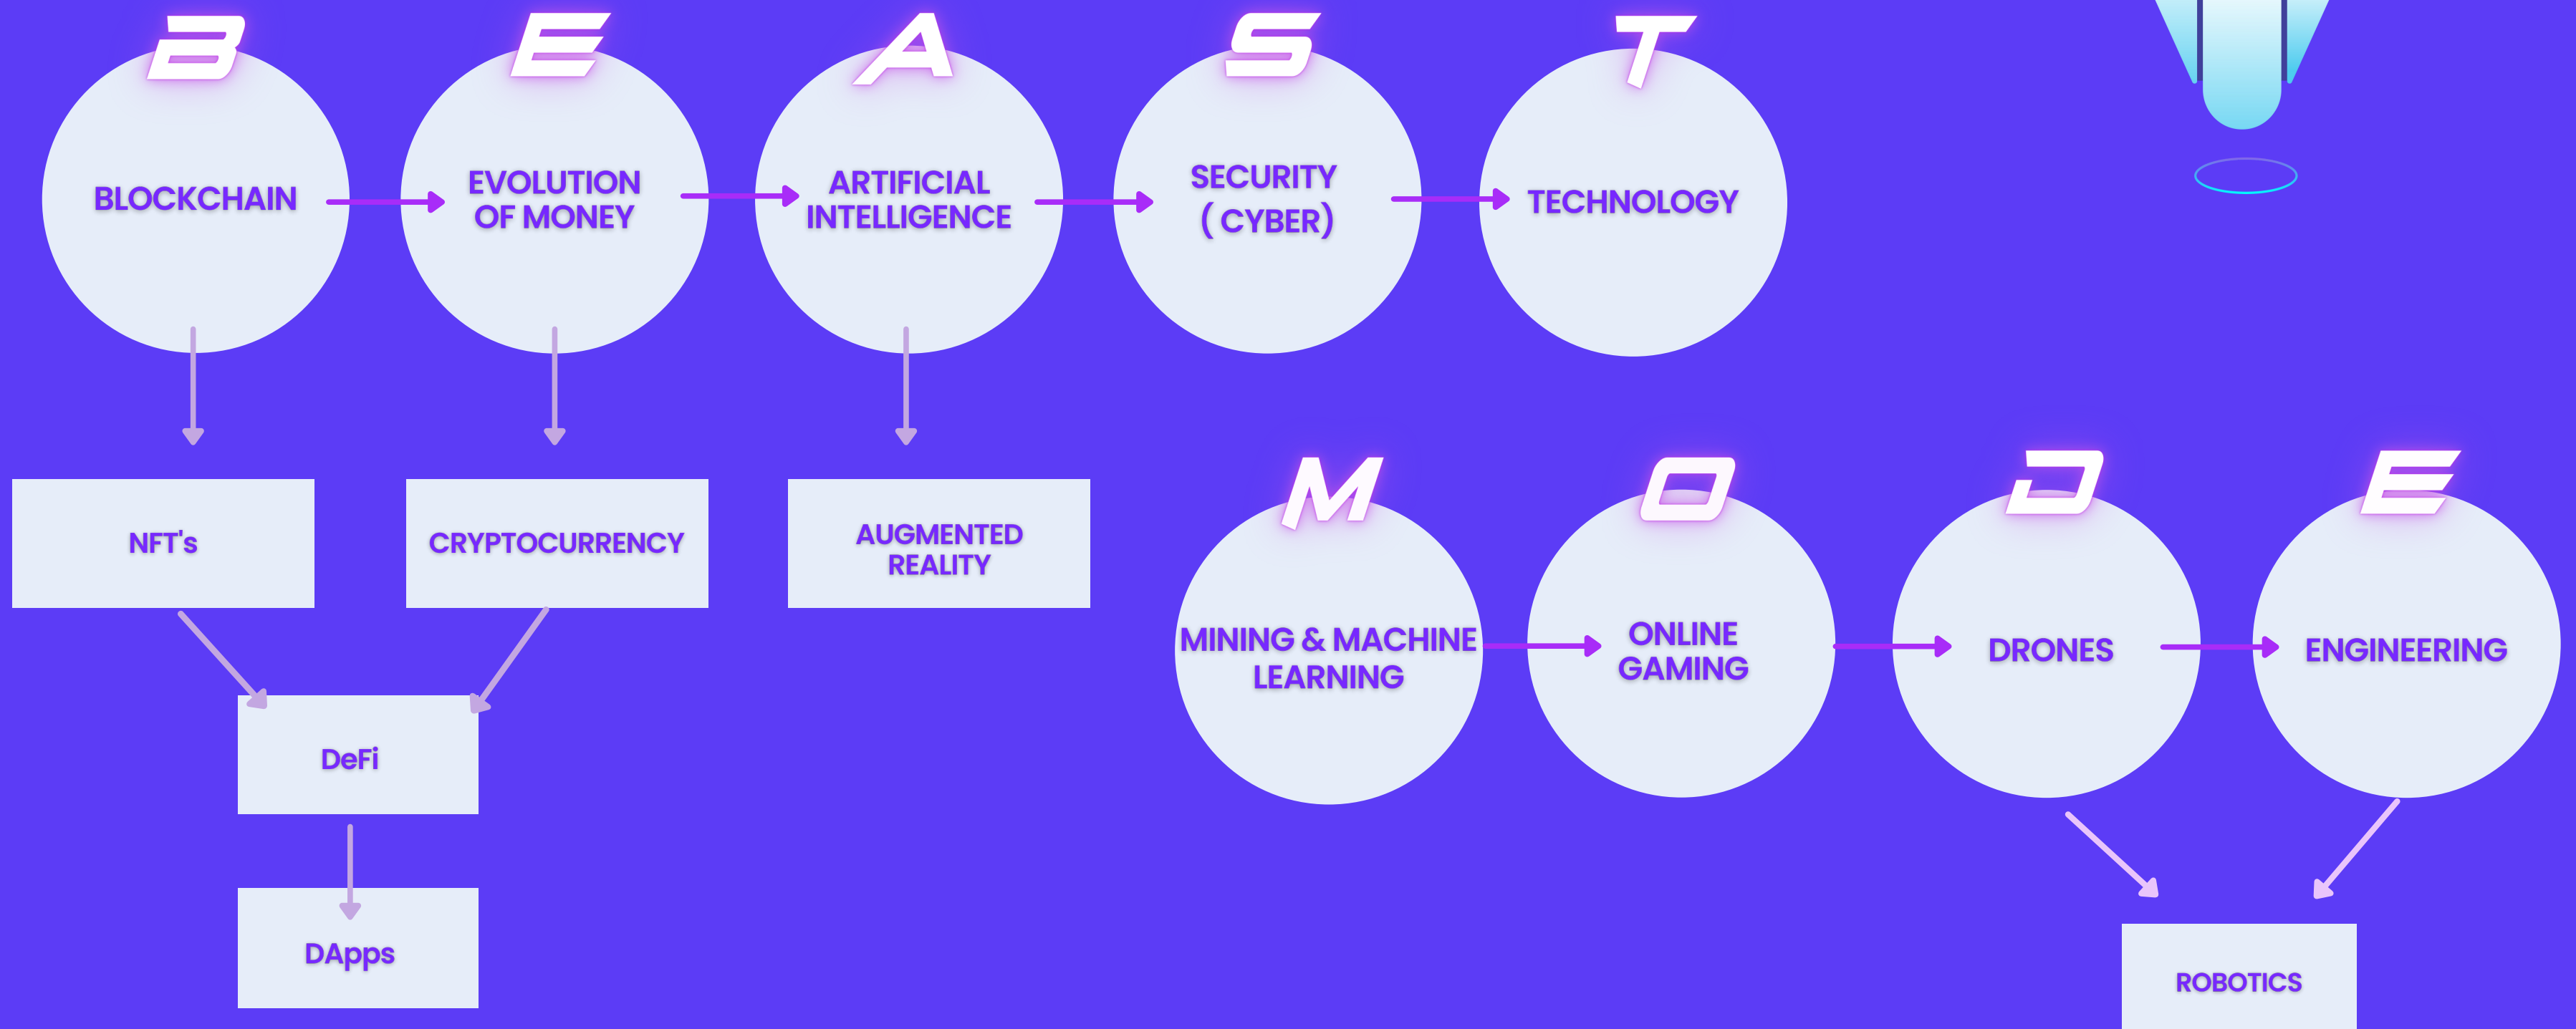 B
E
A
S
T
BLOCKCHAIN
EVOLUTION
OF MONEY
ARTIFICIAL
INTELLIGENCE
SECURITY
( CYBER)
TECHNOLOGY
NFT's
CRYPTOCURRENCY
AUGMENTED
REALITY
DeFi
DApps
M
O
D
E
MINING & MACHINE
LEARNING
ONLINE
GAMING
DRONES
ENGINEERING
ROBOTICS